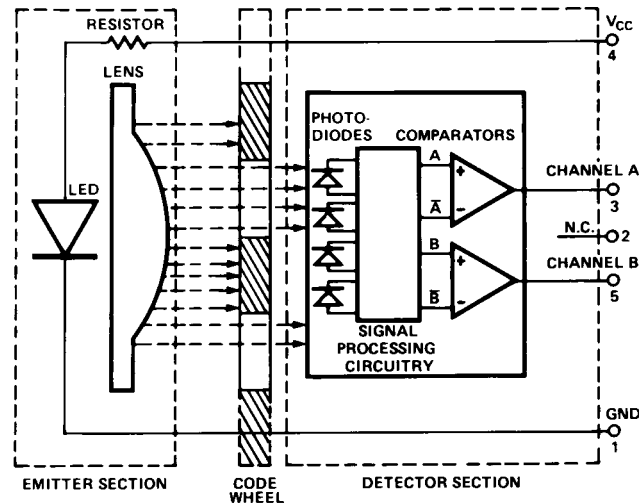 RESISTOR
LENS
LED
VCC
4
PHOTO-
DIODES
COMPARATORS
A
+
A̅
−
B
+
B̅
−
CHANNEL A
3
N.C.
2
CHANNEL B
5
SIGNAL
PROCESSING
CIRCUITRY
GND
1
EMITTER SECTION
CODE
WHEEL
DETECTOR SECTION